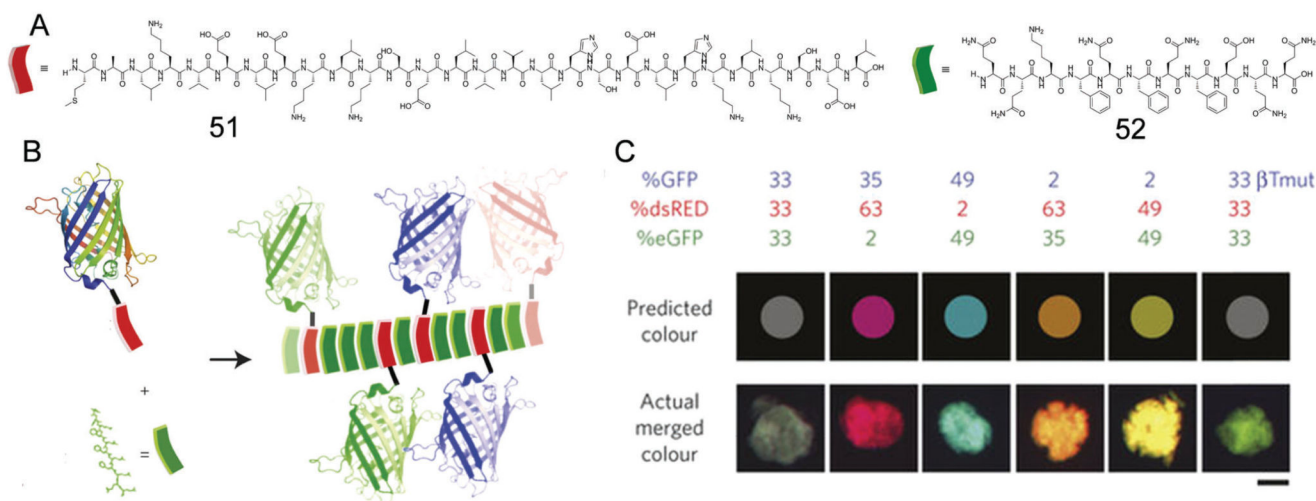 A
51
52
B
+
=
C
%GFP 33 35 49 2 2 33 βTmut
%dsRED 33 63 2 63 49 33
%eGFP 33 2 49 35 49 33
Predicted
colour
Actual
merged
colour